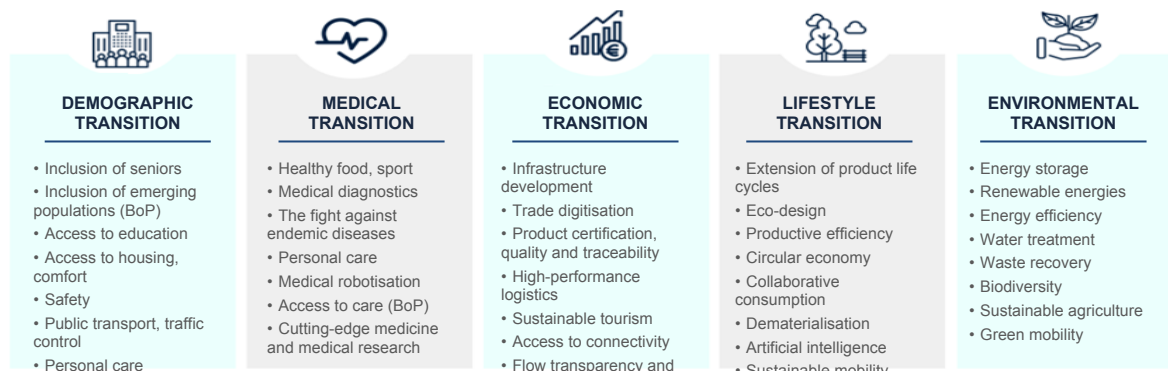 DEMOGRAPHIC
TRANSITION
• Inclusion of seniors
• Inclusion of emerging
populations (BoP)
• Access to education
• Access to housing,
comfort
• Safety
• Public transport, traffic
control
• Personal care
MEDICAL
TRANSITION
• Healthy food, sport
• Medical diagnostics
• The fight against
endemic diseases
• Personal care
• Medical robotisation
• Access to care (BoP)
• Cutting-edge medicine
and medical research
ECONOMIC
TRANSITION
• Infrastructure
development
• Trade digitisation
• Product certification,
quality and traceability
• High-performance
logistics
• Sustainable tourism
• Access to connectivity
• Flow transparency and
LIFESTYLE
TRANSITION
• Extension of product life
cycles
• Eco-design
• Productive efficiency
• Circular economy
• Collaborative
consumption
• Dematerialisation
• Artificial intelligence
• Sustainable mobility
ENVIRONMENTAL
TRANSITION
• Energy storage
• Renewable energies
• Energy efficiency
• Water treatment
• Waste recovery
• Biodiversity
• Sustainable agriculture
• Green mobility